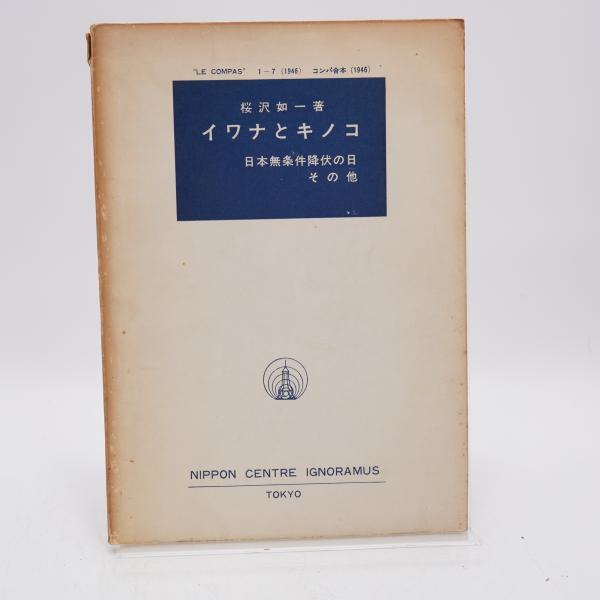 "LE COMPAS" 1−7 (1946) コンパ合本 (1946)
桜沢如一著
イワナとキノコ
日本無条件降伏の日
その他
NIPPON CENTRE IGNORAMUS
TOKYO